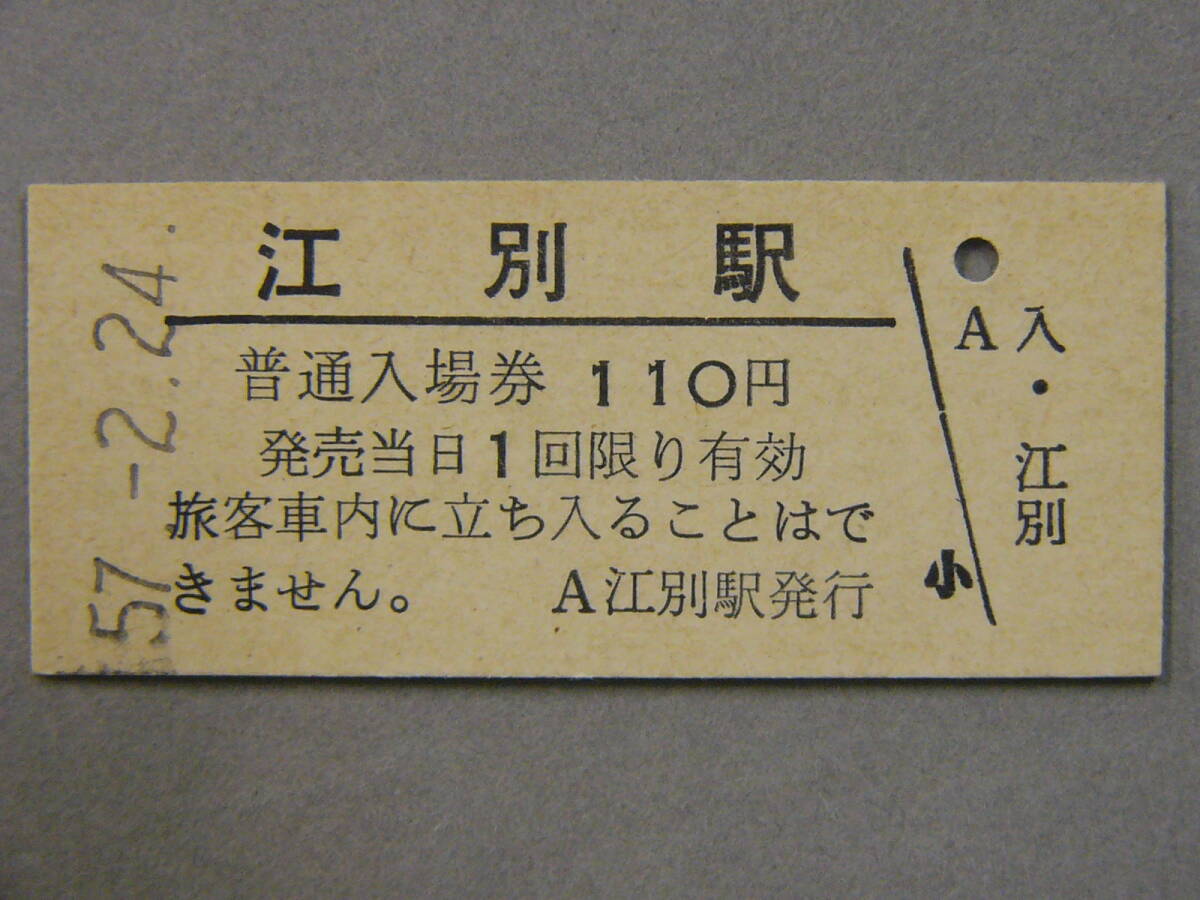 江別駅
普通入場券 110円
発売当日1回限り有効
旅客車内に立ち入ることはで
きません。 A江別駅発行
57.-2.24.
入・江別
A
小